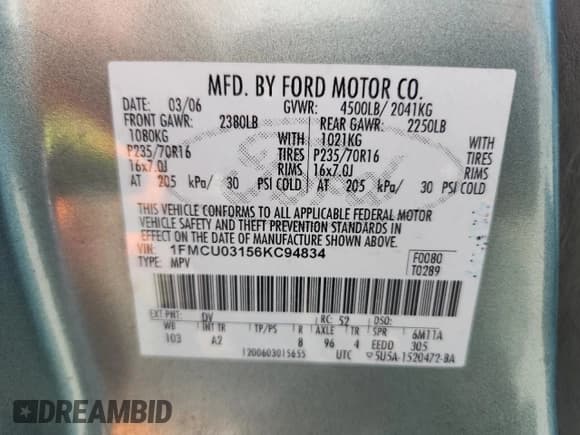 MFD. BY FORD MOTOR CO.
DATE: 03/06 GVWR: 4500LB/ 2041KG
FRONT GAWR: 2380LB REAR GAWR: 2250LB
1080KG WITH 1021KG WITH
P235/70R16 TIRES P235/70R16 TIRES
16x7.0J RIMS 16x7.0J RIMS
AT 205 kPa/ 30 PSI COLD AT 205 kPa/ 30 PSI COLD
THIS VEHICLE CONFORMS TO ALL APPLICABLE FEDERAL MOTOR
VEHICLE SAFETY AND THEFT PREVENTION STANDARDS IN EFFECT
ON THE DATE OF MANUFACTURE SHOWN ABOVE.
VIN: 1FMCU03156KC94834 F0080
TYPE: MPV T0289
EXT PNT: DV RC: 52 DSO:
WB INT TR TP/PS R AXLE TR SPR 6M11A
103 A2 8 96 4 EEDD 305
1200603015655 UTC 5U5A-1520472-BA
DREAMBID